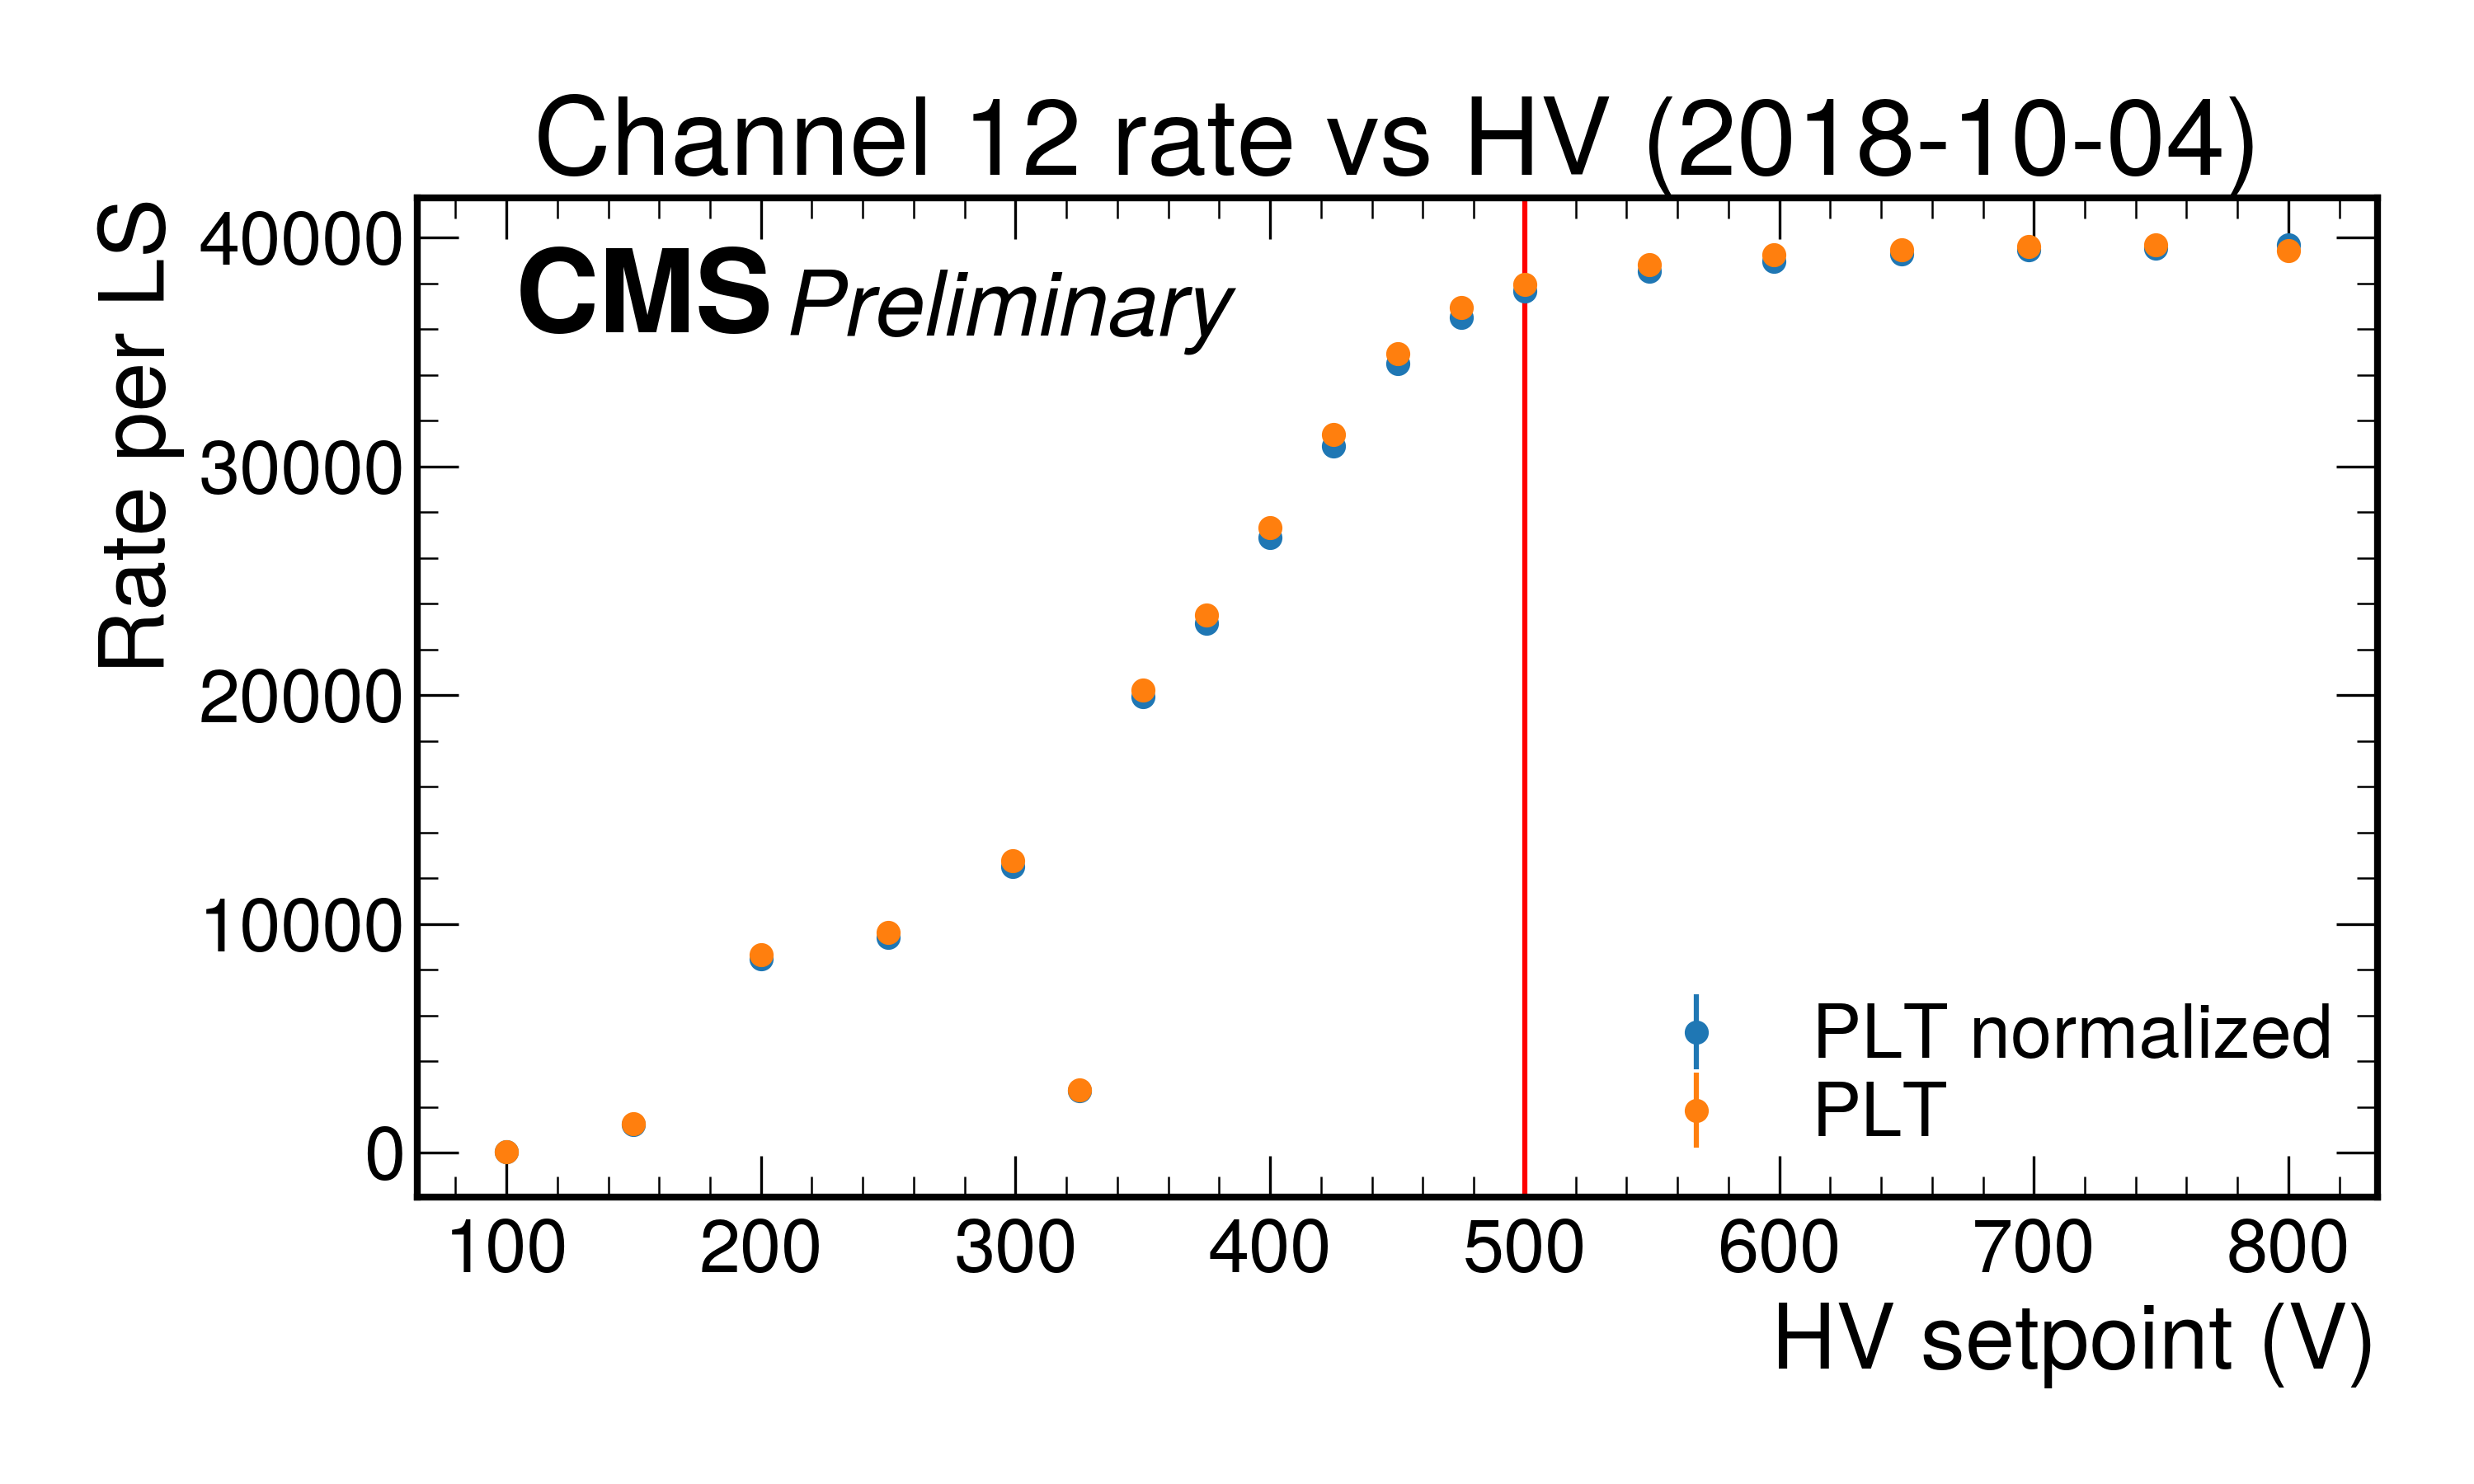 Channel 12 rate vs HV (2018-10-04)
CMS Preliminary
Rate per LS
40000
30000
20000
10000
0
PLT normalized
PLT
100 200 300 400 500 600 700 800
HV setpoint (V)